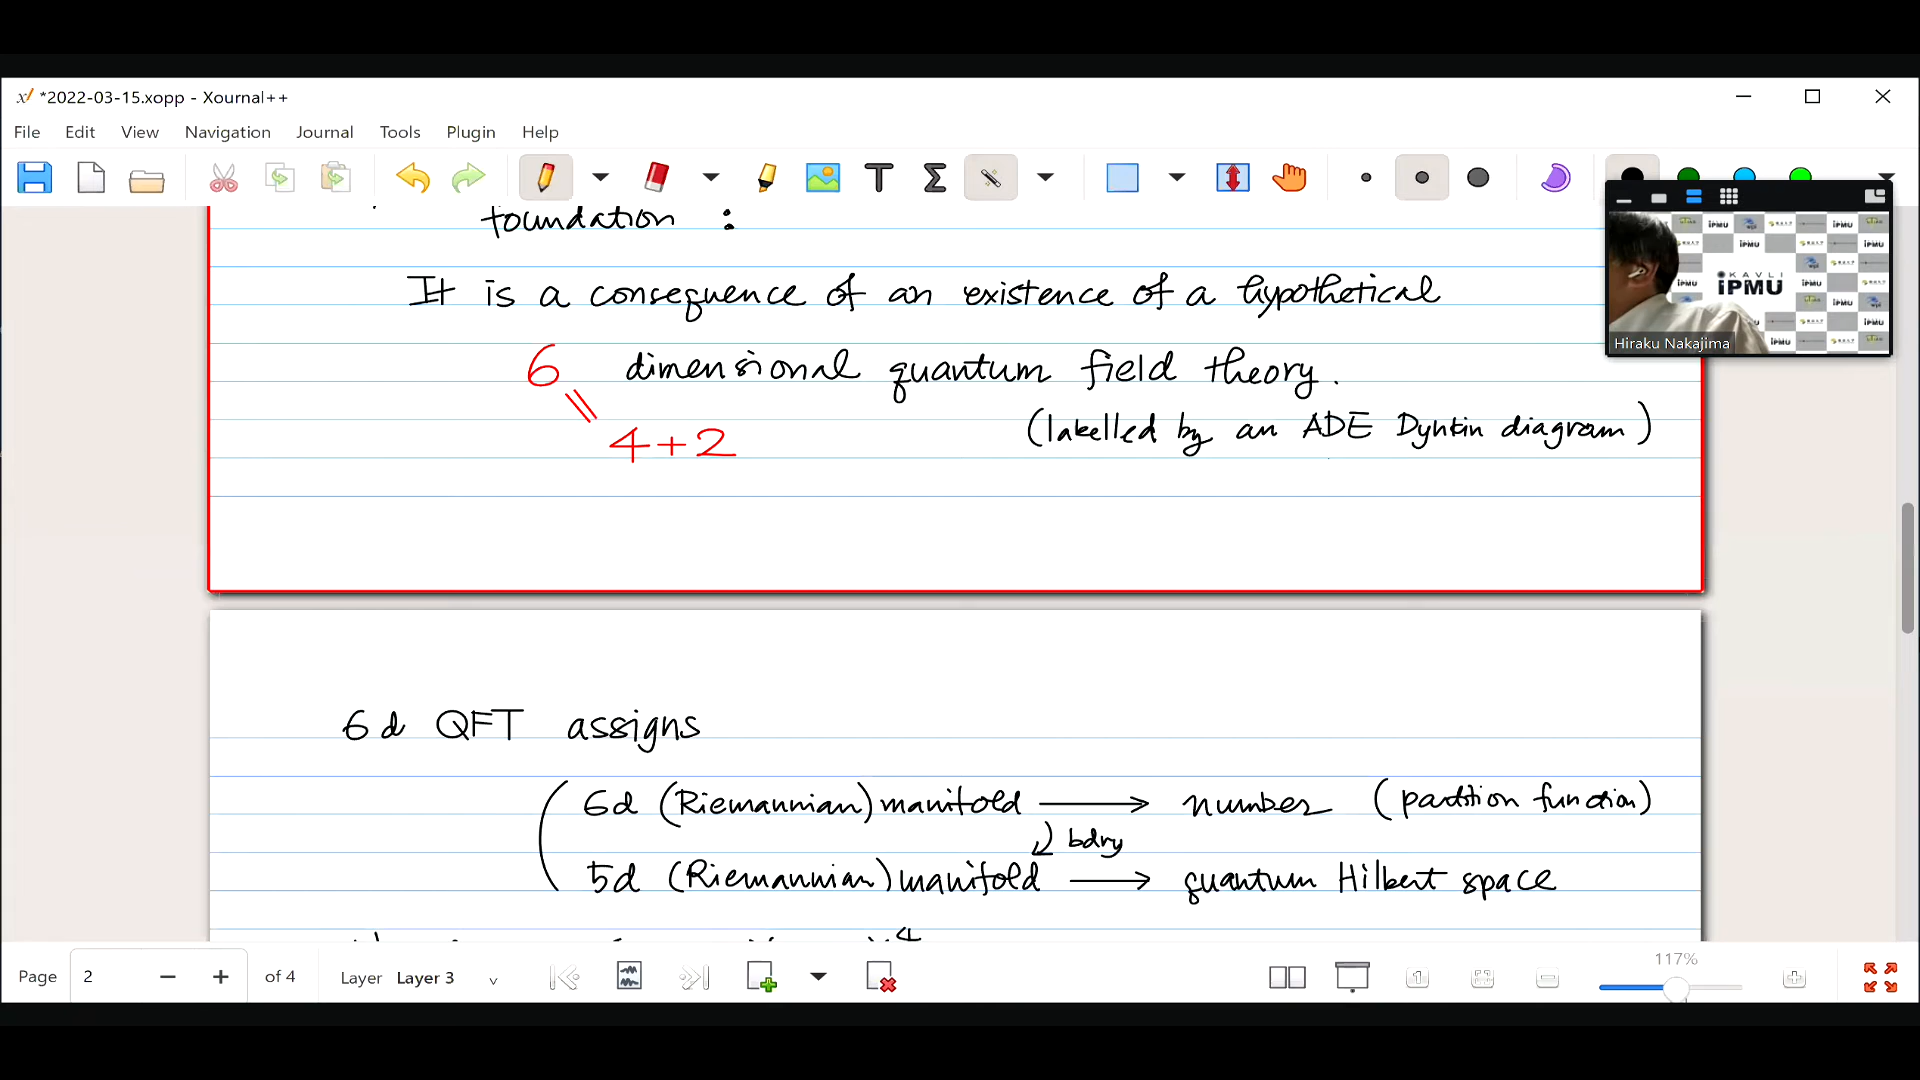 *2022-03-15.xopp - Xournal++
File Edit View Navigation Journal Tools Plugin Help
foundation :
It is a consequence of an existence of a hypothetical
6 dimensional quantum field theory.
(labelled by an ADE Dynkin diagram)
4+2
KAVLI
IPMU
Hiraku Nakajima
6d QFT assigns
6d (Riemannian) manifold → number (partition function)
bdry
5d (Riemannian) manifold → quantum Hilbert space
4
Page 2 of 4 Layer Layer 3
117%